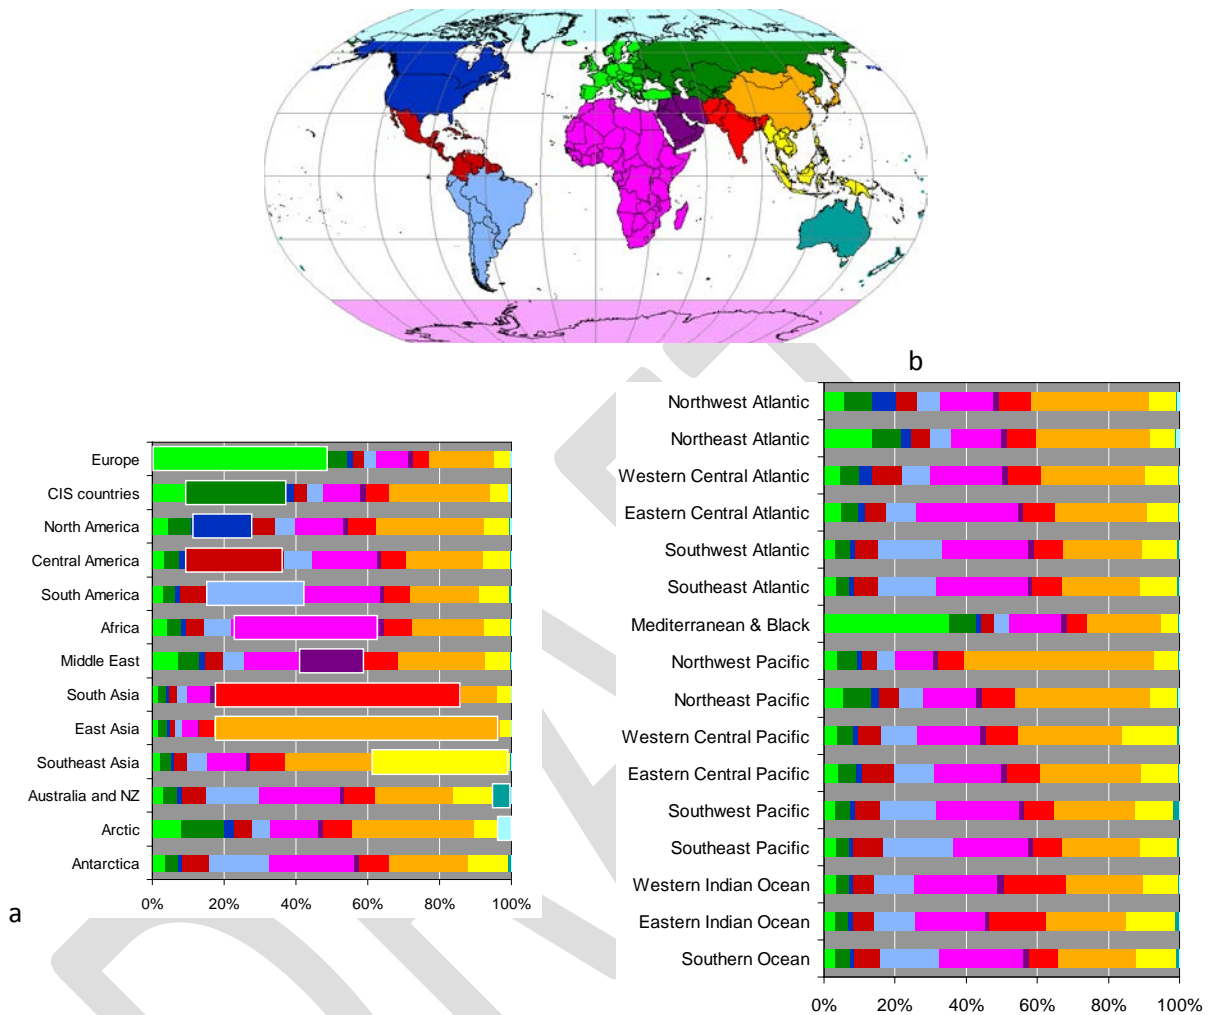 b
Northwest Atlantic
Northeast Atlantic
Western Central Atlantic
Eastern Central Atlantic
Southwest Atlantic
Southeast Atlantic
Mediterranean & Black
Northwest Pacific
Northeast Pacific
Western Central Pacific
Eastern Central Pacific
Southwest Pacific
Southeast Pacific
Western Indian Ocean
Eastern Indian Ocean
Southern Ocean
0% 20% 40% 60% 80% 100%
Europe
CIS countries
North America
Central America
South America
Africa
Middle East
South Asia
East Asia
Southeast Asia
Australia and NZ
Arctic
Antarctica
0% 20% 40% 60% 80% 100%
a